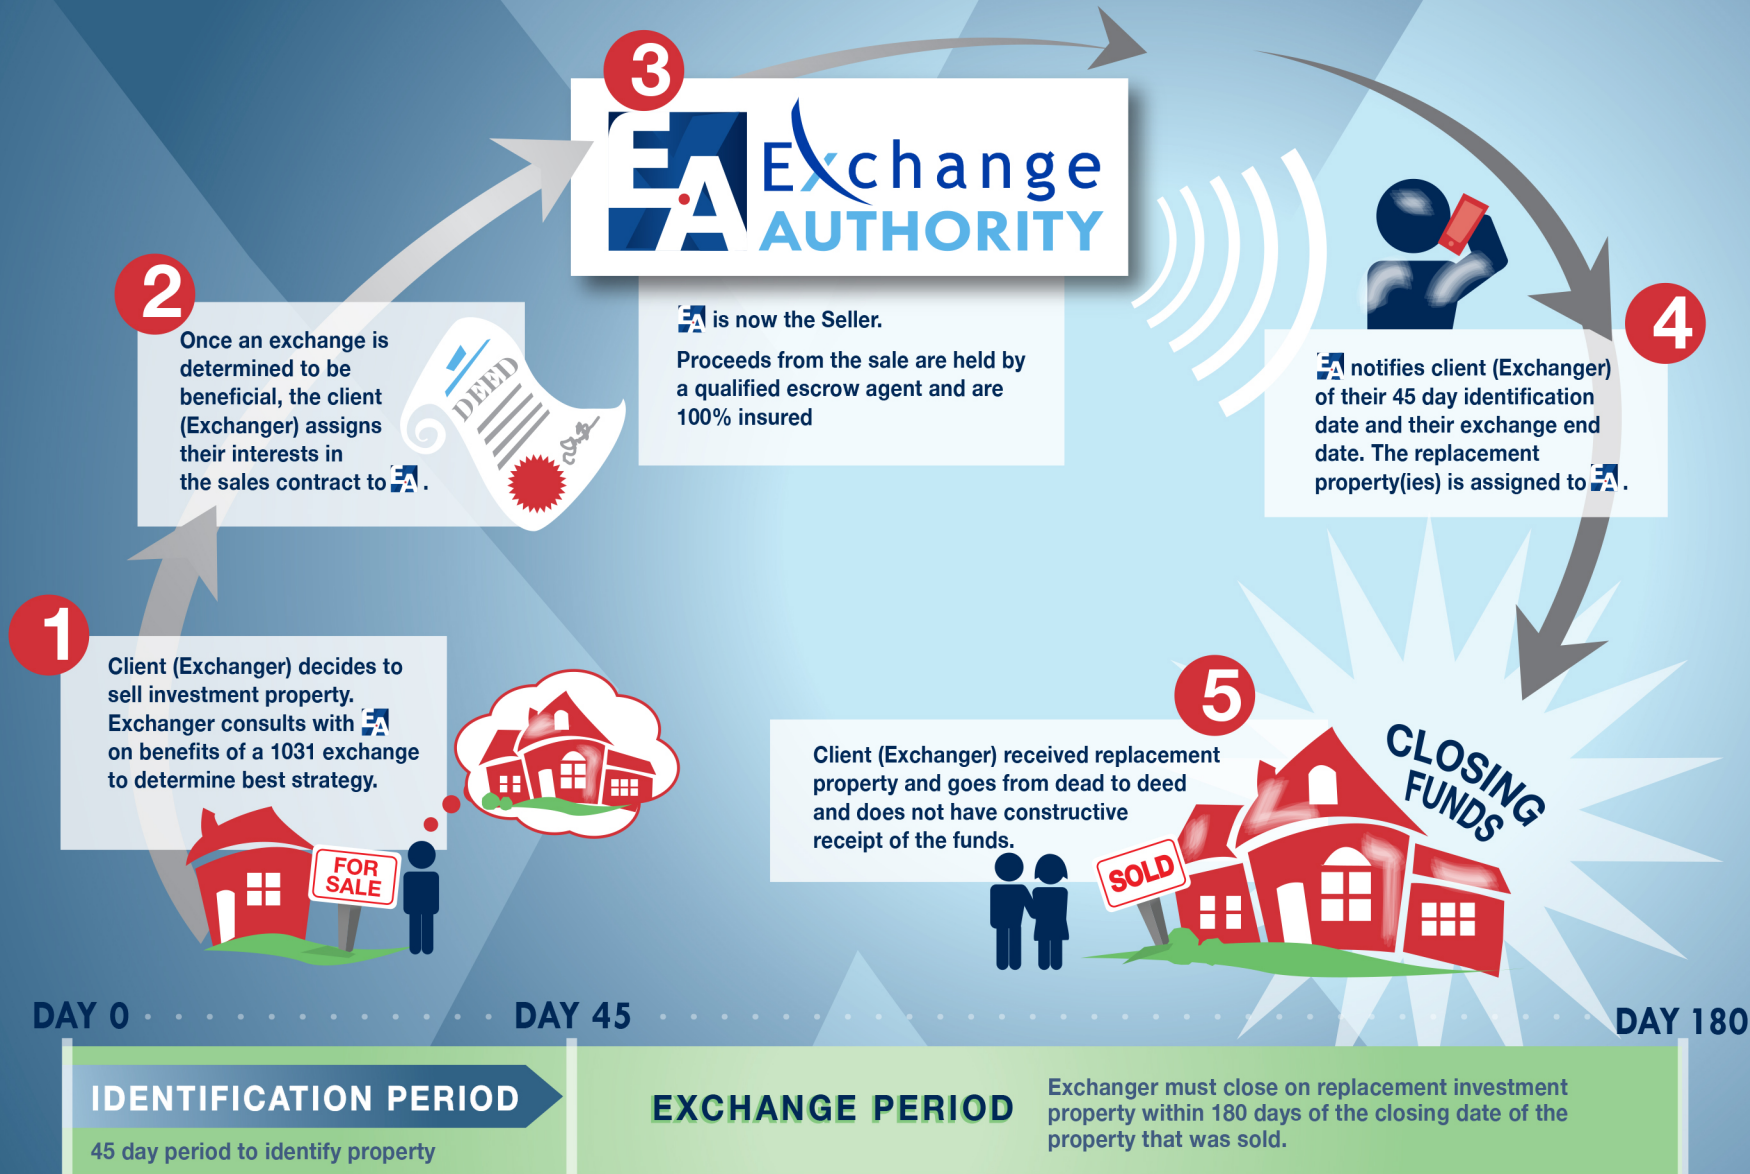 1
Client (Exchanger) decides to
sell investment property.
Exchanger consults with EA
on benefits of a 1031 exchange
to determine best strategy.
FOR
SALE
2
Once an exchange is
determined to be
beneficial, the client
(Exchanger) assigns
their interests in
the sales contract to EA.
DEED
3
EA Exchange
AUTHORITY
EA is now the Seller.
Proceeds from the sale are held by
a qualified escrow agent and are
100% insured
4
EA notifies client (Exchanger)
of their 45 day identification
date and their exchange end
date. The replacement
property(ies) is assigned to EA.
5
Client (Exchanger) received replacement
property and goes from dead to deed
and does not have constructive
receipt of the funds.
SOLD
CLOSING
FUNDS
DAY 0
DAY 45
DAY 180
IDENTIFICATION PERIOD
45 day period to identify property
EXCHANGE PERIOD
Exchanger must close on replacement investment
property within 180 days of the closing date of the
property that was sold.